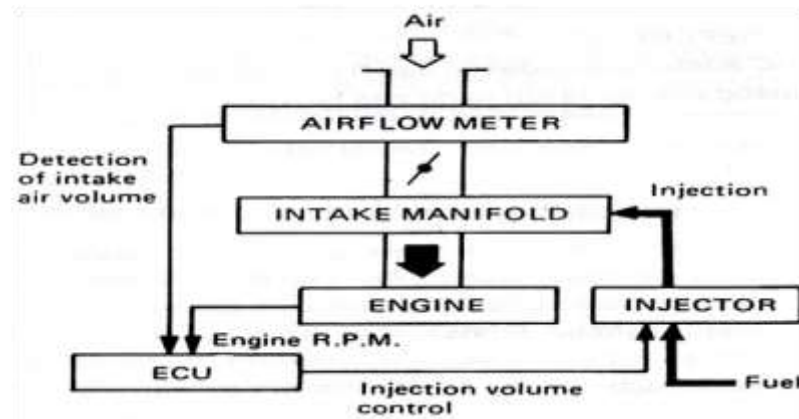 Air
AIRFLOW METER
Detection
of intake
air volume
Injection
INTAKE MANIFOLD
ENGINE
INJECTOR
Engine R.P.M.
ECU
Injection volume
control
Fuel